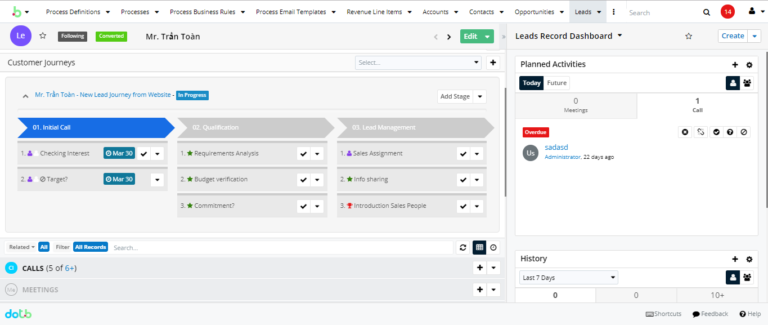 Process Definitions Processes Process Business Rules Process Email Templates Revenue Line Items Accounts Contacts Opportunities Leads Search 14
Le Following Converted Mr. Trần Toàn Edit
Customer Journeys Select...
Mr. Trần Toàn - New Lead Journey from Website - In Progress Add Stage
01. Initial Call 02. Qualification 03. Lead Management
1. Checking Interest Mar 30 1. Requirements Analysis 1. Sales Assignment
2. Target? Mar 30 2. Budget verification 2. Info sharing
3. Commitment? 3. Introduction Sales People
Related All Filter All Records Search...
CALLS (5 of 6+)
MEETINGS
Leads Record Dashboard Create
Planned Activities
Today Future
0 1
Meetings Call
Overdue
Us sadasd
Administrator, 22 days ago
History
Last 7 Days
0 0 10+
dotb Shortcuts Feedback Help